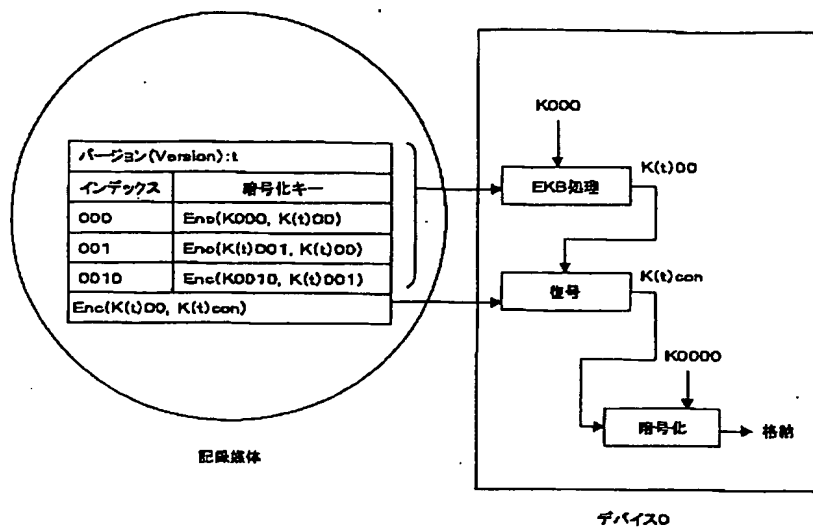 バージョン(Version):t
インデックス 暗号化キー
000 Enc(K000, K(t)00)
001 Enc(K(t)001, K(t)00)
0010 Enc(K0010, K(t)001)
Enc(K(t)00, K(t)con)
記録媒体
K000
EKB処理
K(t)00
復号
K(t)con
K0000
暗号化
格納
デバイス0